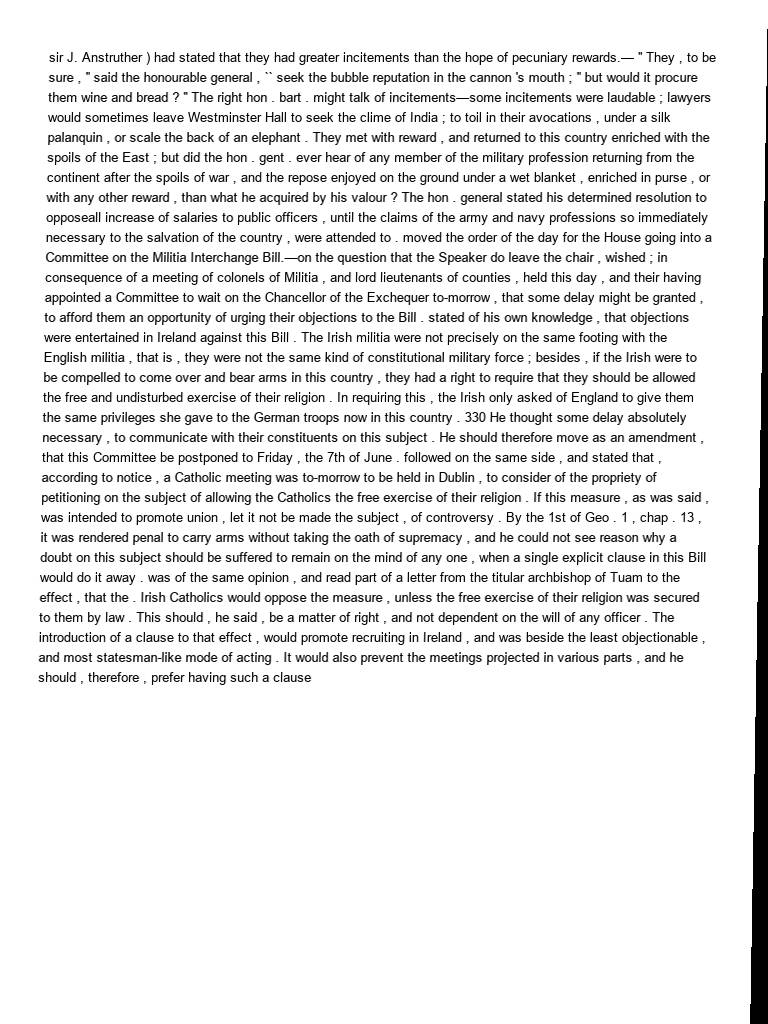 sir J. Anstruther ) had stated that they had greater incitements than the hope of pecuniary rewards.— " They , to be
sure , " said the honourable general , `` seek the bubble reputation in the cannon 's mouth ; " but would it procure
them wine and bread ? " The right hon . bart . might talk of incitements—some incitements were laudable ; lawyers
would sometimes leave Westminster Hall to seek the clime of India ; to toil in their avocations , under a silk
palanquin , or scale the back of an elephant . They met with reward , and returned to this country enriched with the
spoils of the East ; but did the hon . gent . ever hear of any member of the military profession returning from the
continent after the spoils of war , and the repose enjoyed on the ground under a wet blanket , enriched in purse , or
with any other reward , than what he acquired by his valour ? The hon . general stated his determined resolution to
opposeall increase of salaries to public officers , until the claims of the army and navy professions so immediately
necessary to the salvation of the country , were attended to . moved the order of the day for the House going into a
Committee on the Militia Interchange Bill.—on the question that the Speaker do leave the chair , wished ; in
consequence of a meeting of colonels of Militia , and lord lieutenants of counties , held this day , and their having
appointed a Committee to wait on the Chancellor of the Exchequer to-morrow , that some delay might be granted ,
to afford them an opportunity of urging their objections to the Bill . stated of his own knowledge , that objections
were entertained in Ireland against this Bill . The Irish militia were not precisely on the same footing with the
English militia , that is , they were not the same kind of constitutional military force ; besides , if the Irish were to
be compelled to come over and bear arms in this country , they had a right to require that they should be allowed
the free and undisturbed exercise of their religion . In requiring this , the Irish only asked of England to give them
the same privileges she gave to the German troops now in this country . 330 He thought some delay absolutely
necessary , to communicate with their constituents on this subject . He should therefore move as an amendment ,
that this Committee be postponed to Friday , the 7th of June . followed on the same side , and stated that ,
according to notice , a Catholic meeting was to-morrow to be held in Dublin , to consider of the propriety of
petitioning on the subject of allowing the Catholics the free exercise of their religion . If this measure , as was said ,
was intended to promote union , let it not be made the subject , of controversy . By the 1st of Geo . 1 , chap . 13 ,
it was rendered penal to carry arms without taking the oath of supremacy , and he could not see reason why a
doubt on this subject should be suffered to remain on the mind of any one , when a single explicit clause in this Bill
would do it away . was of the same opinion , and read part of a letter from the titular archbishop of Tuam to the
effect , that the . Irish Catholics would oppose the measure , unless the free exercise of their religion was secured
to them by law . This should , he said , be a matter of right , and not dependent on the will of any officer . The
introduction of a clause to that effect , would promote recruiting in Ireland , and was beside the least objectionable ,
and most statesman-like mode of acting . It would also prevent the meetings projected in various parts , and he
should , therefore , prefer having such a clause